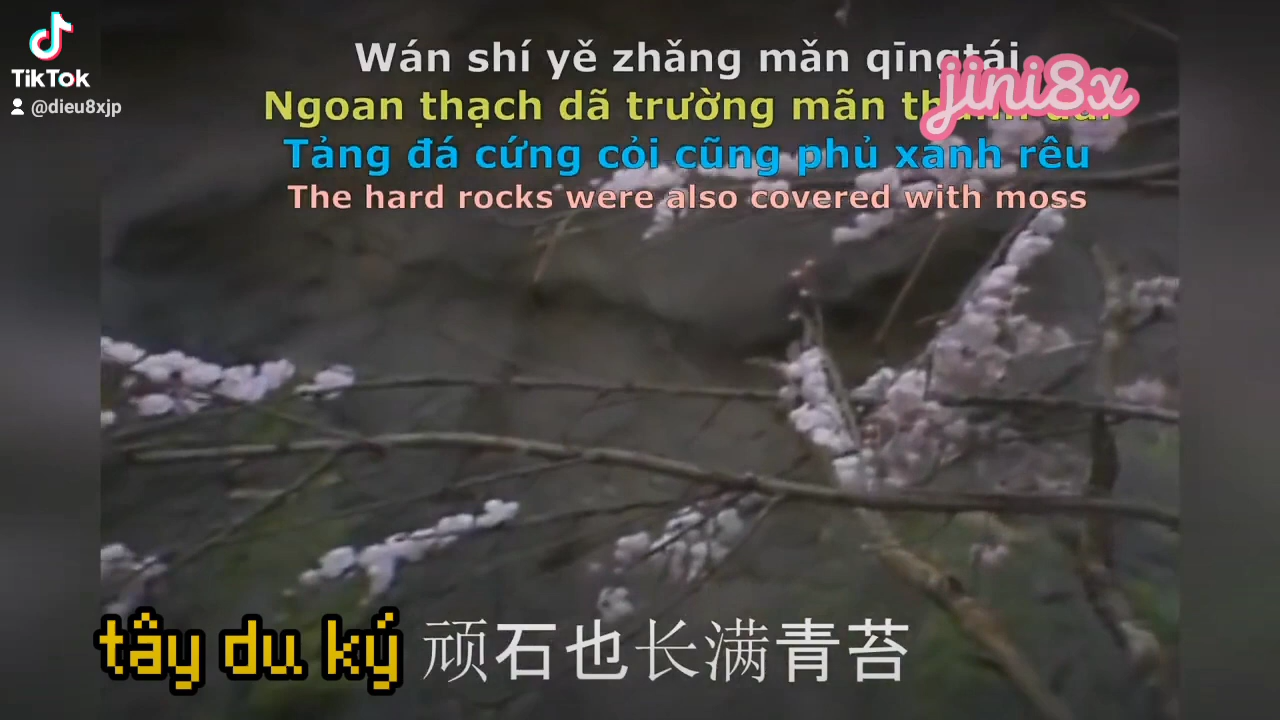 TikTok
@dieu8xjp
Wán shí yě zhǎng mǎn qīngtái
jini8x
Ngoan thạch dã trường mãn
Tảng đá cứng cỏi cũng phủ xanh rêu
The hard rocks were also covered with moss
tây du ký
顽石也长满青苔